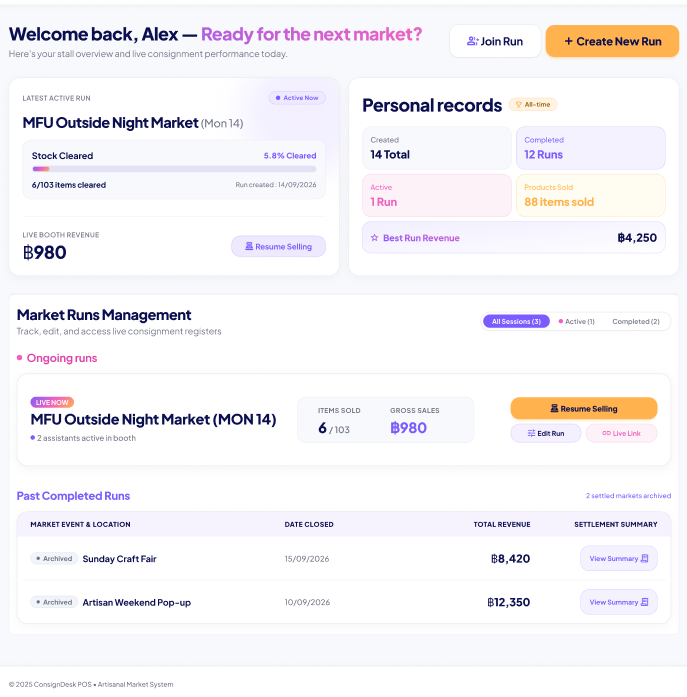 Welcome back, Alex — Ready for the next market?
Here's your stall overview and live consignment performance today.
Join Run
+ Create New Run
LATEST ACTIVE RUN
Active Now
MFU Outside Night Market (Mon 14)
Stock Cleared
5.8% Cleared
6/103 items cleared
Run created : 14/09/2026
LIVE BOOTH REVENUE
฿980
Resume Selling
Personal records
All-time
Created
14 Total
Completed
12 Runs
Active
1 Run
Products Sold
88 items sold
Best Run Revenue
฿4,250
Market Runs Management
Track, edit, and access live consignment registers
All Sessions (3)
Active (1)
Completed (2)
Ongoing runs
LIVE NOW
MFU Outside Night Market (MON 14)
2 assistants active in booth
ITEMS SOLD
6 / 103
GROSS SALES
฿980
Resume Selling
Edit Run
Live Link
Past Completed Runs
2 settled markets archived
MARKET EVENT & LOCATION
DATE CLOSED
TOTAL REVENUE
SETTLEMENT SUMMARY
Archived
Sunday Craft Fair
15/09/2026
฿8,420
View Summary
Archived
Artisan Weekend Pop-up
10/09/2026
฿12,350
View Summary
© 2025 ConsignDesk POS • Artisanal Market System